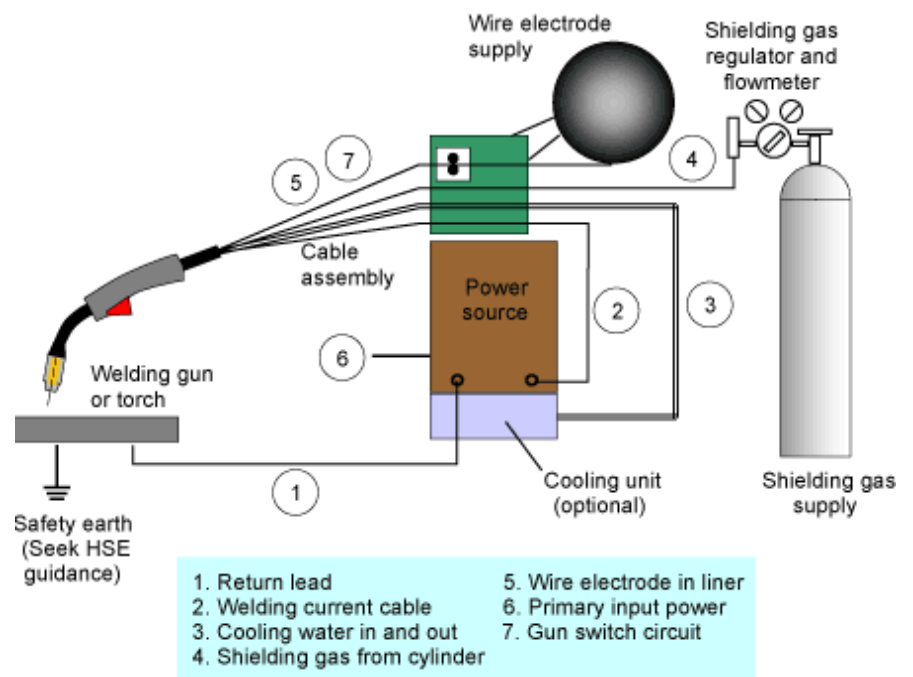 Wire electrode
supply
Shielding gas
regulator and
flowmeter
7
5
4
Cable
assembly
Power
source
2
3
6
Welding gun
or torch
1
Cooling unit
(optional)
Shielding gas
supply
Safety earth
(Seek HSE
guidance)
1. Return lead
2. Welding current cable
3. Cooling water in and out
4. Shielding gas from cylinder
5. Wire electrode in liner
6. Primary input power
7. Gun switch circuit